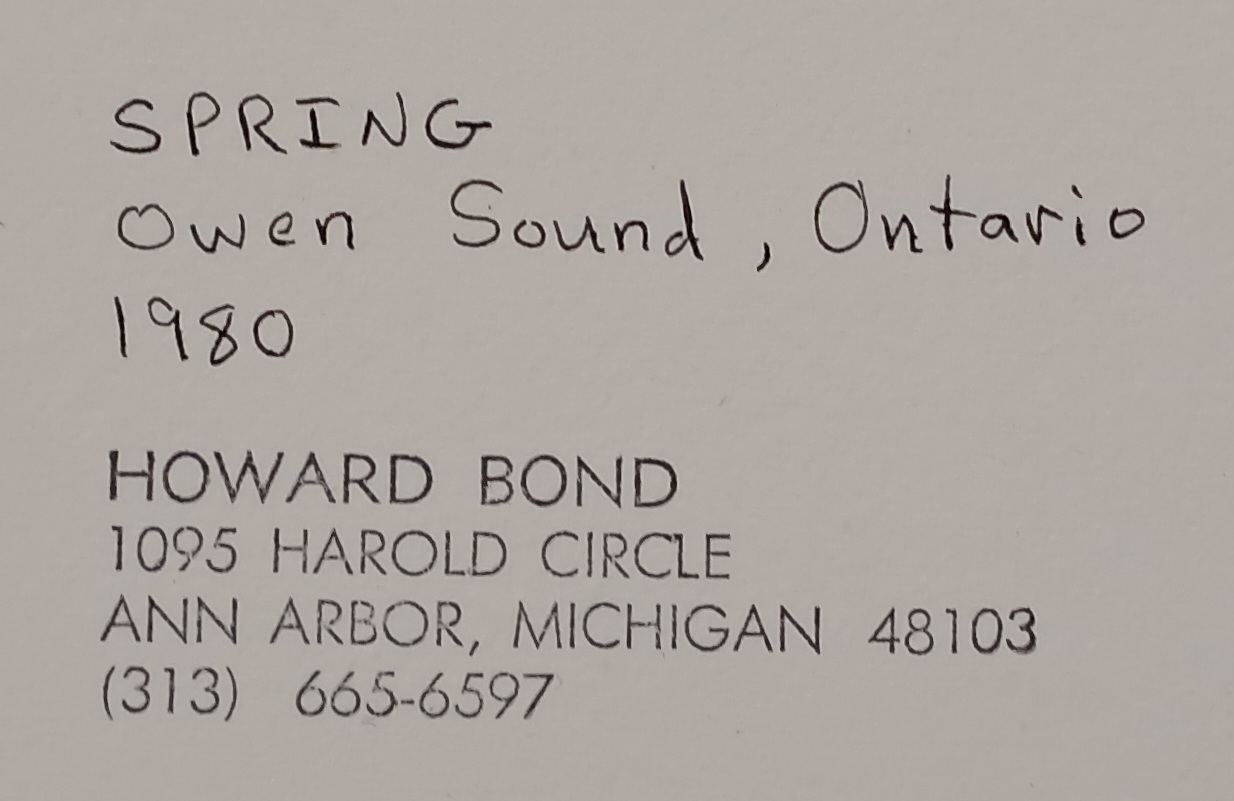 SPRING
Owen Sound, Ontario
1980
HOWARD BOND
1095 HAROLD CIRCLE
ANN ARBOR, MICHIGAN 48103
(313) 665-6597